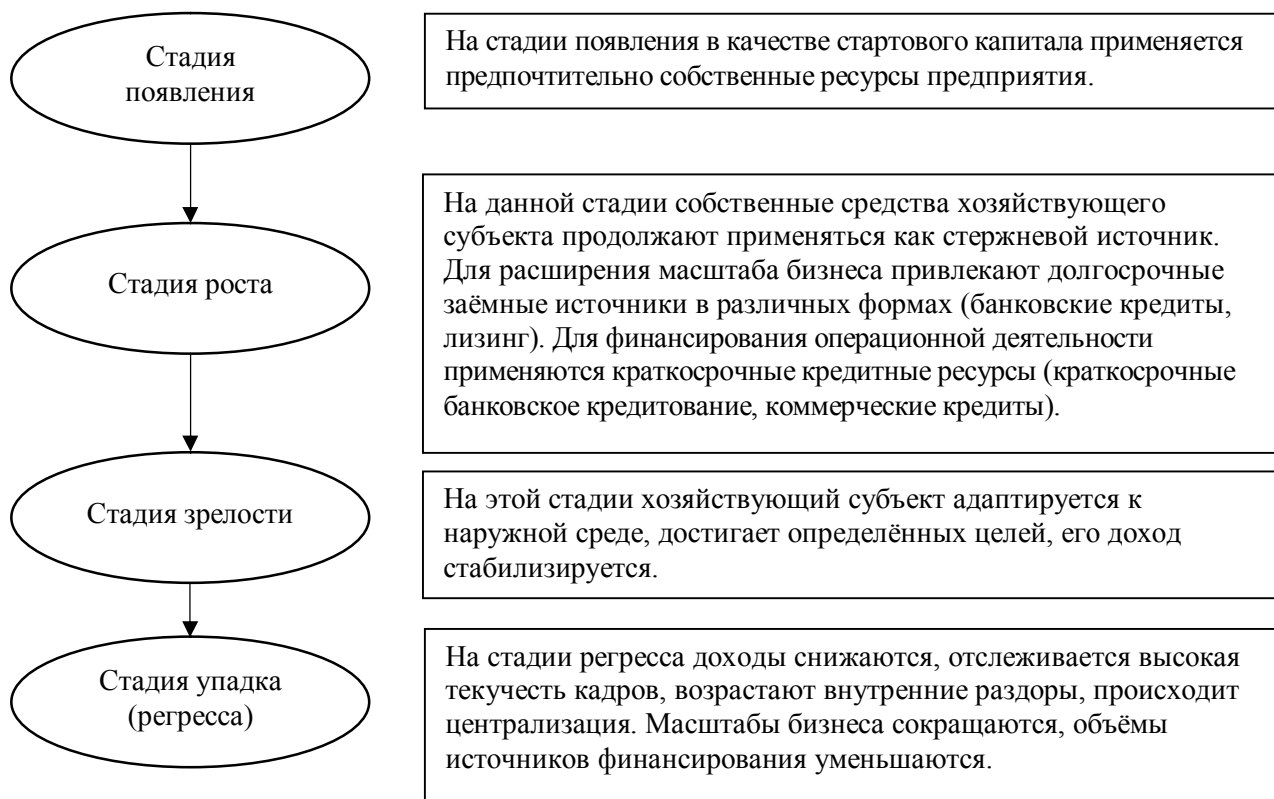 Стадия
появления
На стадии появления в качестве стартового капитала применяется
предпочтительно собственные ресурсы предприятия.
Стадия роста
На данной стадии собственные средства хозяйствующего
субъекта продолжают применяться как стержневой источник.
Для расширения масштаба бизнеса привлекают долгосрочные
заёмные источники в различных формах (банковские кредиты,
лизинг). Для финансирования операционной деятельности
применяются краткосрочные кредитные ресурсы (краткосрочные
банковское кредитование, коммерческие кредиты).
Стадия зрелости
На этой стадии хозяйствующий субъект адаптируется к
наружной среде, достигает определённых целей, его доход
стабилизируется.
Стадия упадка
(регресса)
На стадии регресса доходы снижаются, отслеживается высокая
текучесть кадров, возрастают внутренние раздоры, происходит
централизация. Масштабы бизнеса сокращаются, объёмы
источников финансирования уменьшаются.